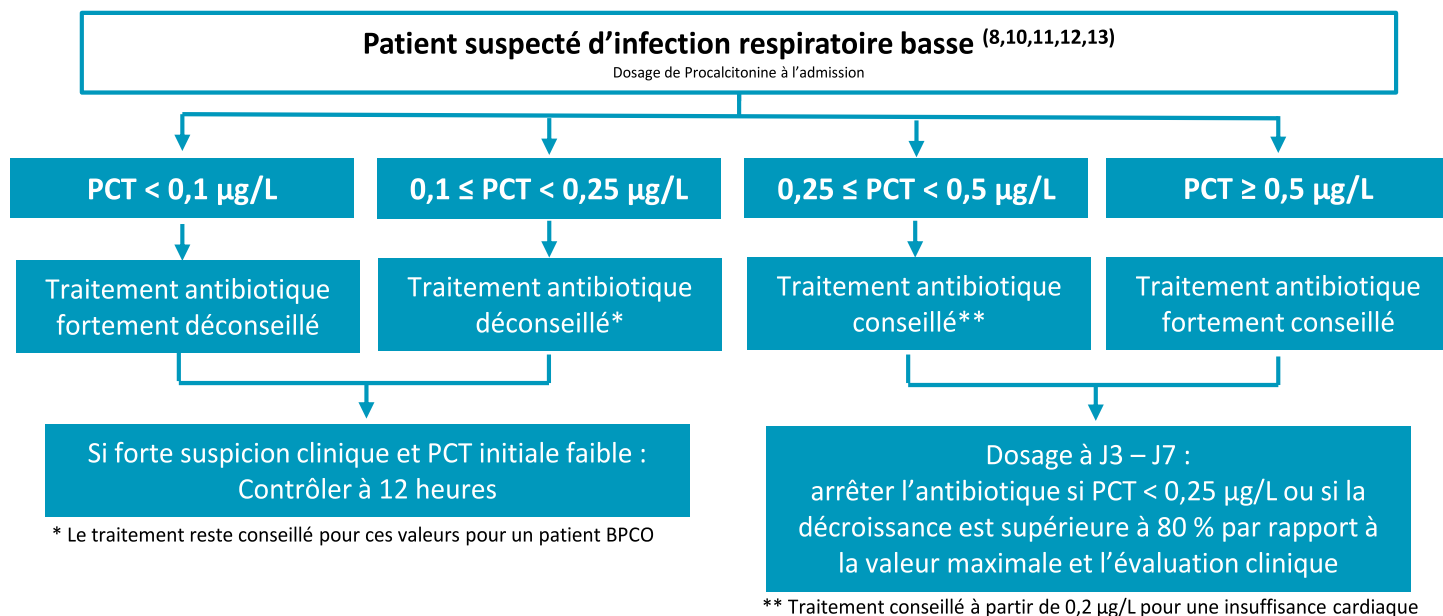 Patient suspecté d’infection respiratoire basse (8,10,11,12,13)
Dosage de Procalcitonine à l’admission
PCT < 0,1 µg/L
0,1 ≤ PCT < 0,25 µg/L
0,25 ≤ PCT < 0,5 µg/L
PCT ≥ 0,5 µg/L
Traitement antibiotique
fortement déconseillé
Traitement antibiotique
déconseillé*
Traitement antibiotique
conseillé**
Traitement antibiotique
fortement conseillé
Si forte suspicion clinique et PCT initiale faible :
Contrôler à 12 heures
* Le traitement reste conseillé pour ces valeurs pour un patient BPCO
Dosage à J3 – J7 :
arrêter l’antibiotique si PCT < 0,25 µg/L ou si la
décroissance est supérieure à 80 % par rapport à
la valeur maximale et l’évaluation clinique
** Traitement conseillé à partir de 0,2 µg/L pour une insuffisance cardiaque